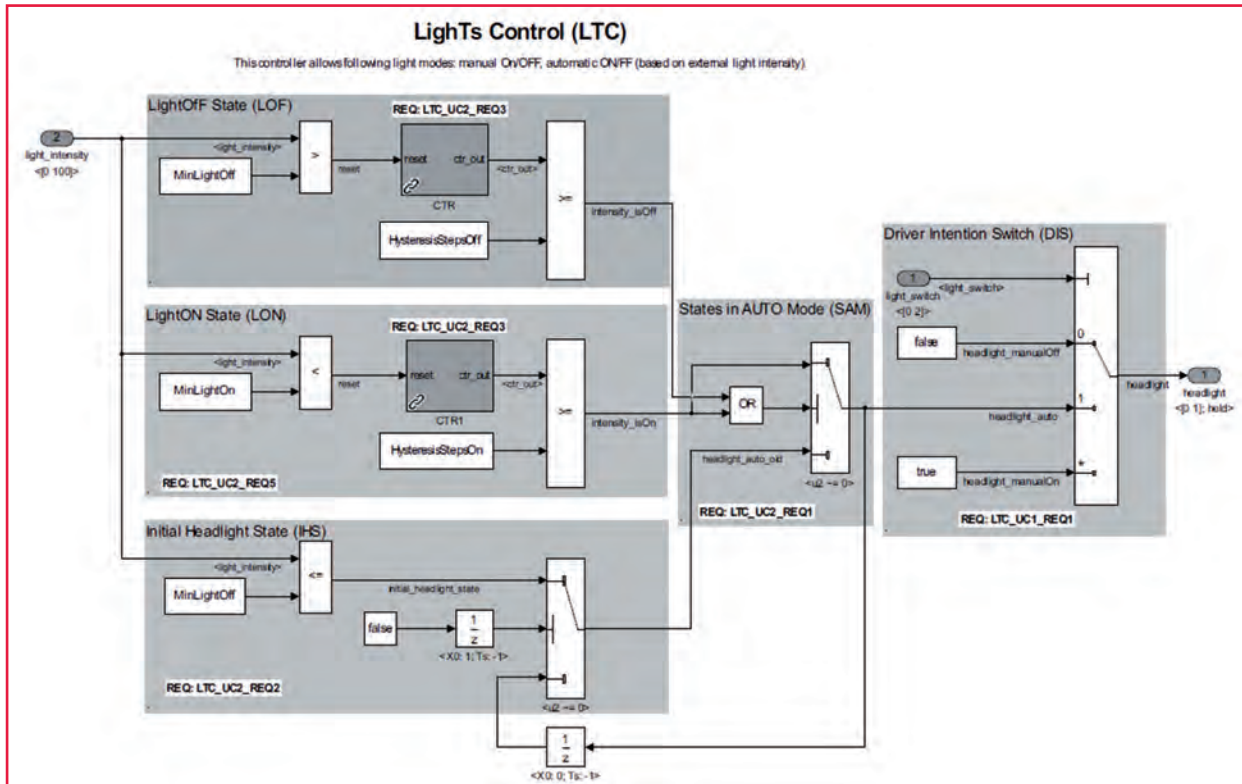 LighTs Control (LTC)
This controller allows following light modes: manual On/OFF, automatic ON/FF (based on external light intensity)
LightOfF State (LOF)
REQ: LTC_UC2_REQ3
2
light_intensity
<[0 100]>
<light_intensity>
MinLightOff
>
reset
reset
ctr_out
CTR
<ctr_out>
HysteresisStepsOff
>=
intensity_isOff
LightON State (LON)
REQ: LTC_UC2_REQ3
<light_intensity>
MinLightOn
<
reset
reset
ctr_out
CTR1
<ctr_out>
HysteresisStepsOn
>=
intensity_isOn
REQ: LTC_UC2_REQ5
Initial Headlight State (IHS)
<light_intensity>
MinLightOff
<=
initial_headlight_state
false
1
z
<X0: 1; Ts: -1>
REQ: LTC_UC2_REQ2
<u2 ~= 0>
1
z
<X0: 0; Ts: -1>
States in AUTO Mode (SAM)
OR
headlight_auto_old
<u2 ~= 0>
REQ: LTC_UC2_REQ1
Driver Intention Switch (DIS)
1
light_switch
<[0 2]>
<light_switch>
false
0
headlight_manualOff
1
headlight_auto
true
*
headlight_manualOn
REQ: LTC_UC1_REQ1
headlight
1
headlight
<[0 1]; hold>